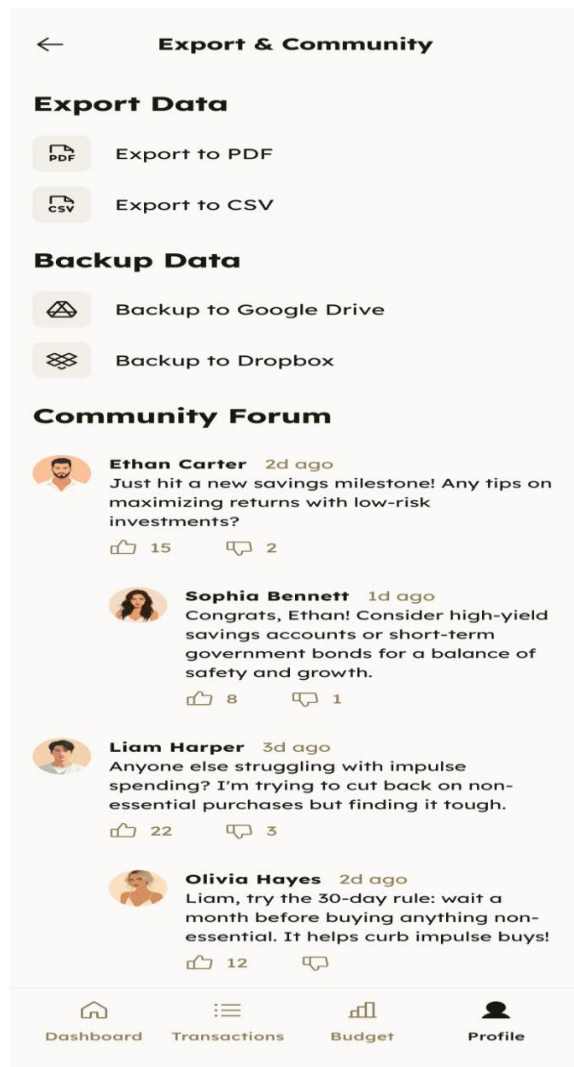 Export & Community
Export Data
PDF
Export to PDF
CSV
Export to CSV
Backup Data
Backup to Google Drive
Backup to Dropbox
Community Forum
Ethan Carter 2d ago
Just hit a new savings milestone! Any tips on
maximizing returns with low-risk
investments?
15 2
Sophia Bennett 1d ago
Congrats, Ethan! Consider high-yield
savings accounts or short-term
government bonds for a balance of
safety and growth.
8 1
Liam Harper 3d ago
Anyone else struggling with impulse
spending? I'm trying to cut back on non-
essential purchases but finding it tough.
22 3
Olivia Hayes 2d ago
Liam, try the 30-day rule: wait a
month before buying anything non-
essential. It helps curb impulse buys!
12
Dashboard Transactions Budget Profile